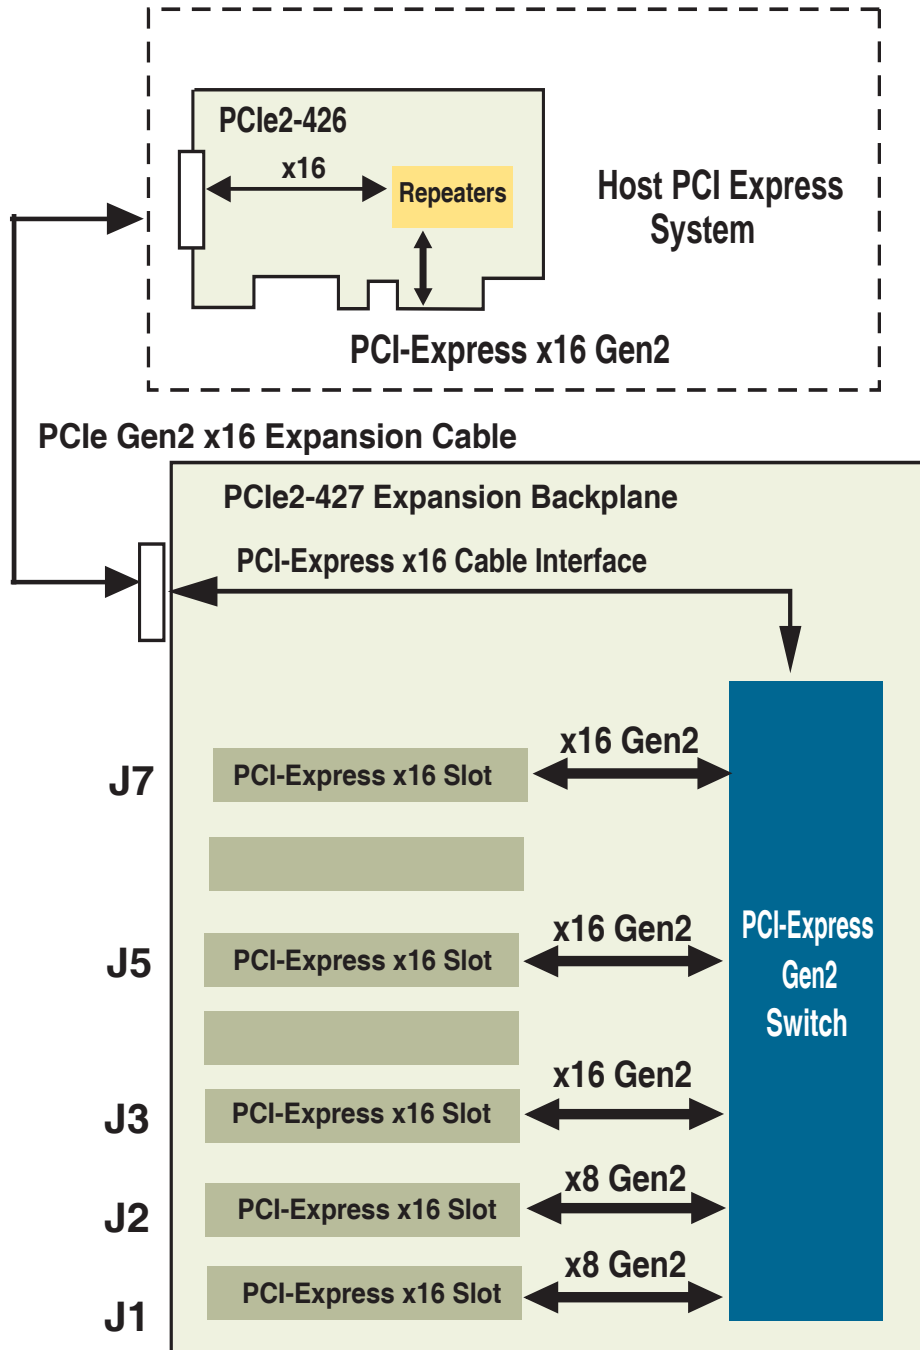 PCIe2-426
x16
Repeaters
Host PCI Express
System
PCI-Express x16 Gen2
PCIe Gen2 x16 Expansion Cable
PCIe2-427 Expansion Backplane
PCI-Express x16 Cable Interface
x16 Gen2
J7
PCI-Express x16 Slot
x16 Gen2
J5
PCI-Express x16 Slot
PCI-Express
Gen2
Switch
x16 Gen2
J3
PCI-Express x16 Slot
x8 Gen2
J2
PCI-Express x16 Slot
x8 Gen2
J1
PCI-Express x16 Slot